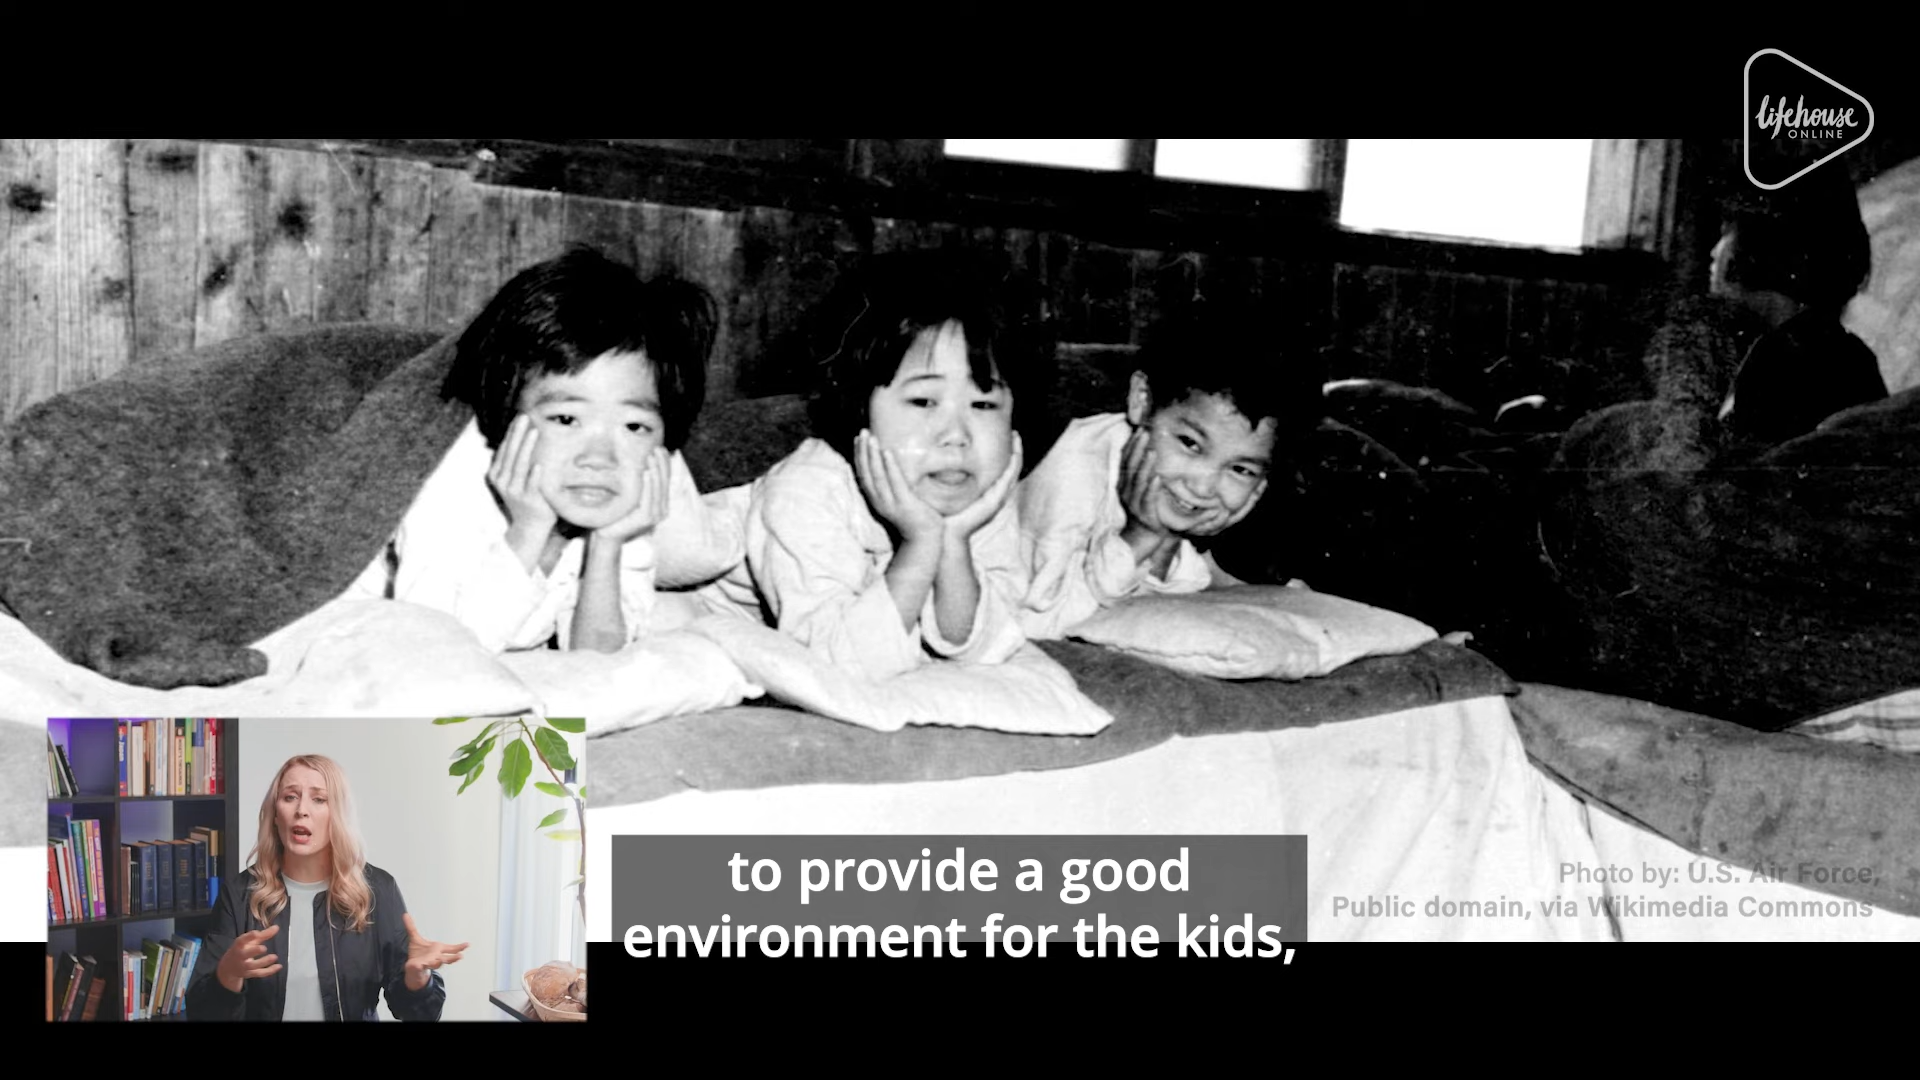 lifehouse
ONLINE
to provide a good
environment for the kids,
Photo by: U.S. Air Force,
Public domain, via Wikimedia Commons